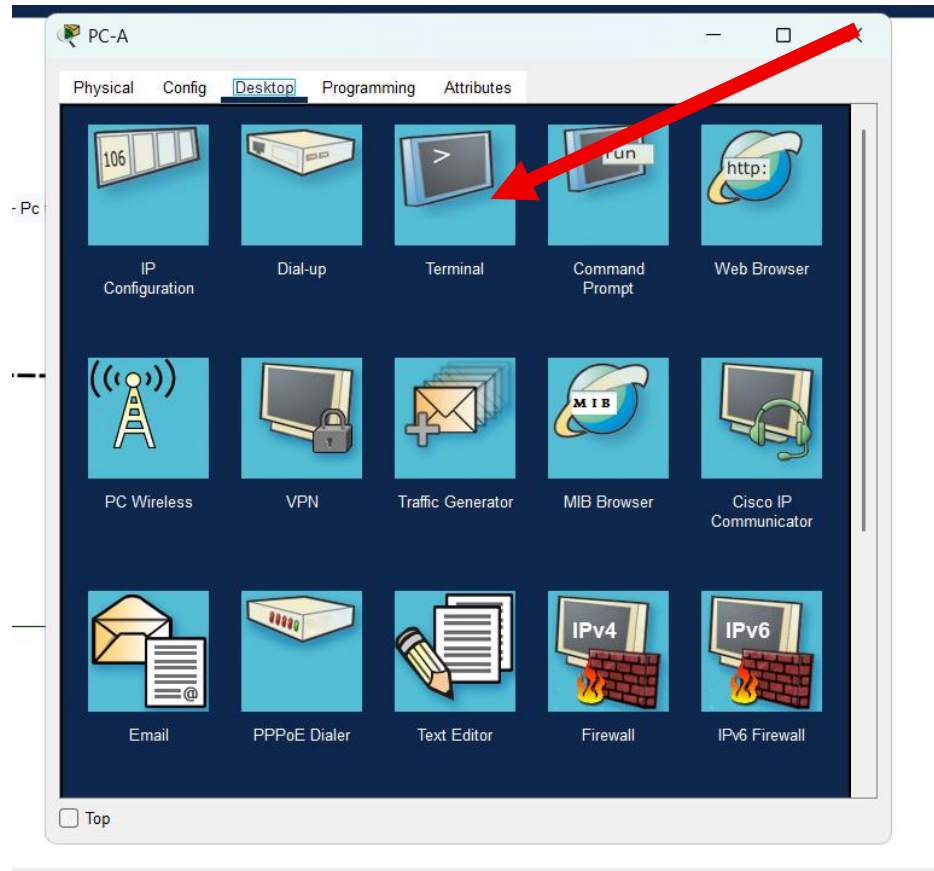 PC-A
Physical Config Desktop Programming Attributes
- Pc
106
>
run
http:
IP
Configuration
Dial-up
Terminal
Command
Prompt
Web Browser
MIB
PC Wireless
VPN
Traffic Generator
MIB Browser
Cisco IP
Communicator
@
IPv4
IPv6
Email
PPPoE Dialer
Text Editor
Firewall
IPv6 Firewall
Top